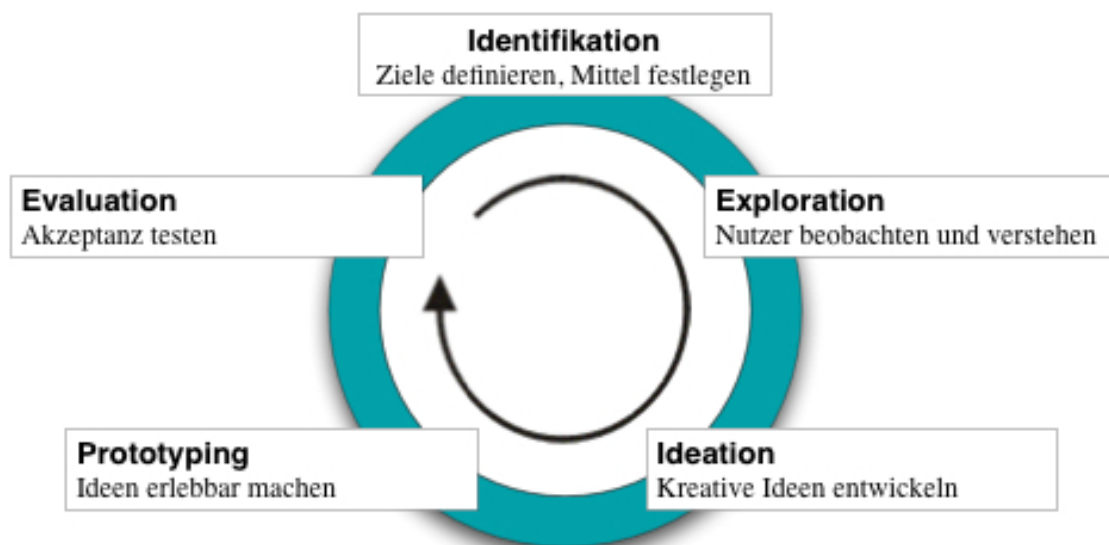 Identifikation
Ziele definieren, Mittel festlegen
Evaluation
Akzeptanz testen
Exploration
Nutzer beobachten und verstehen
Prototyping
Ideen erlebbar machen
Ideation
Kreative Ideen entwickeln